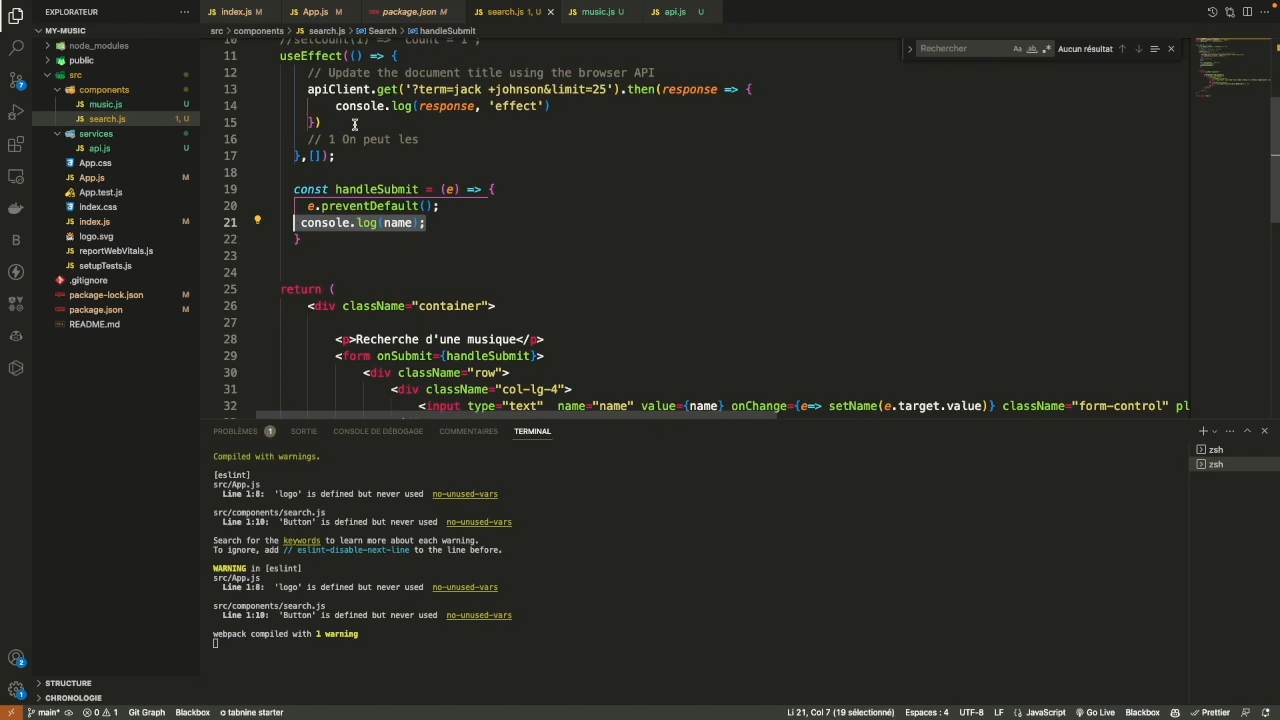 EXPLORATEUR ···
MY-MUSIC
node_modules
public
src
components
music.js U
search.js 1, U
services
api.js U
App.css
App.js M
App.test.js
index.css
index.js M
logo.svg
reportWebVitals.js
setupTests.js
.gitignore
package-lock.json M
package.json M
README.md
STRUCTURE
CHRONOLOGIE
index.js M
App.js M
package.json M
search.js 1, U
music.js U
api.js U
src > components > search.js > Search > handleSubmit
Rechercher Aa ab Aucun résultat
10 //setCount(1) => count = 1 ;
11 useEffect(() => {
12 // Update the document title using the browser API
13 apiClient.get('?term=jack +johnson&limit=25').then(response => {
14 console.log(response, 'effect')
15 })
16 // 1 On peut les
17 },[]);
18
19 const handleSubmit = (e) => {
20 e.preventDefault();
21 console.log(name);
22 }
23
24
25 return (
26 <div className="container">
27
28 <p>Recherche d'une musique</p>
29 <form onSubmit={handleSubmit}>
30 <div className="row">
31 <div className="col-lg-4">
32 <input type="text" name="name" value={name} onChange={e=> setName(e.target.value)} className="form-control" pl
PROBLÈMES 1 SORTIE CONSOLE DE DÉBOGAGE COMMENTAIRES TERMINAL
Compiled with warnings.
[eslint]
src/App.js
Line 1:8: 'logo' is defined but never used no-unused-vars
src/components/search.js
Line 1:10: 'Button' is defined but never used no-unused-vars
Search for the keywords to learn more about each warning.
To ignore, add // eslint-disable-next-line to the line before.
WARNING in [eslint]
src/App.js
Line 1:8: 'logo' is defined but never used no-unused-vars
src/components/search.js
Line 1:10: 'Button' is defined but never used no-unused-vars
webpack compiled with 1 warning
zsh
zsh
main* 0 1 Git Graph Blackbox tabnine starter Li 21, Col 7 (19 sélectionné) Espaces : 4 UTF-8 LF JavaScript Go Live Blackbox Prettier